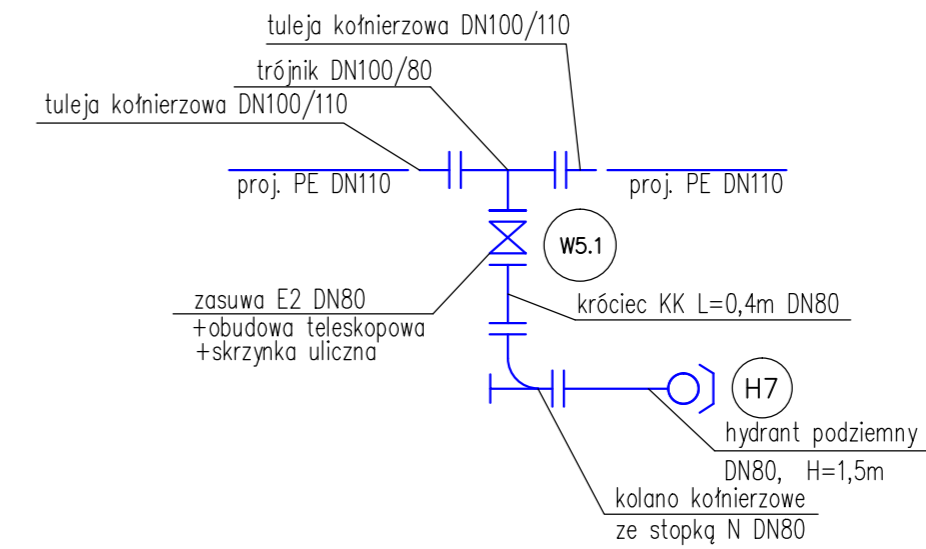 tuleja kołnierzowa DN100/110
trójnik DN100/80
tuleja kołnierzowa DN100/110
proj. PE DN110
proj. PE DN110
W5.1
zasuwa E2 DN80
+obudowa teleskopowa
+skrzynka uliczna
króciec KK L=0,4m DN80
H7
hydrant podziemny
DN80, H=1,5m
kolano kołnierzowe
ze stopką N DN80